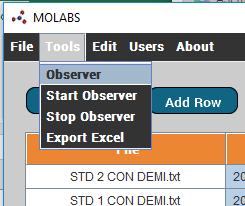 MOLABS
File Tools Edit Users About
Observer
Start Observer
Stop Observer
Export Excel
Add Row
File
STD 2 CON DEMI.txt 20
STD 1 CON DEMI.txt 20